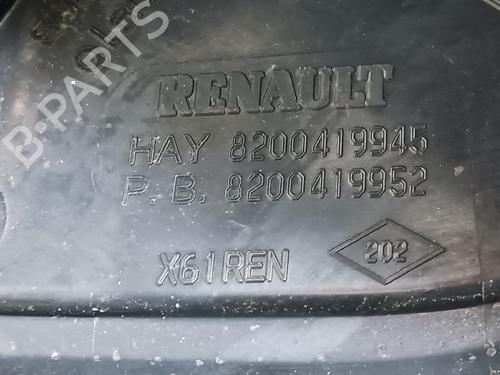 RENAULT
HAY 8200419945
P.B. 8200419952
X61REN
202
B-PARTS